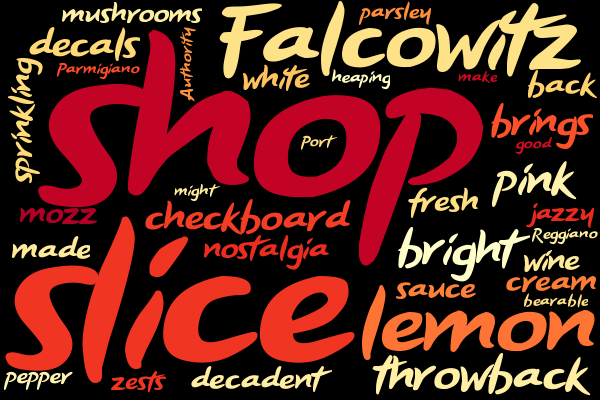 mushrooms
Falcowitz
parsley
decals
Parmigiano
Authority
white
heaping
make
back
sprinkling
shop
Port
brings
good
might
pink
mozz
checkboard
fresh
jazzy
Reggiano
made
nostalgia
bright
wine
slice
sauce
cream
bearable
lemon
pepper
zests
decadent
throwback